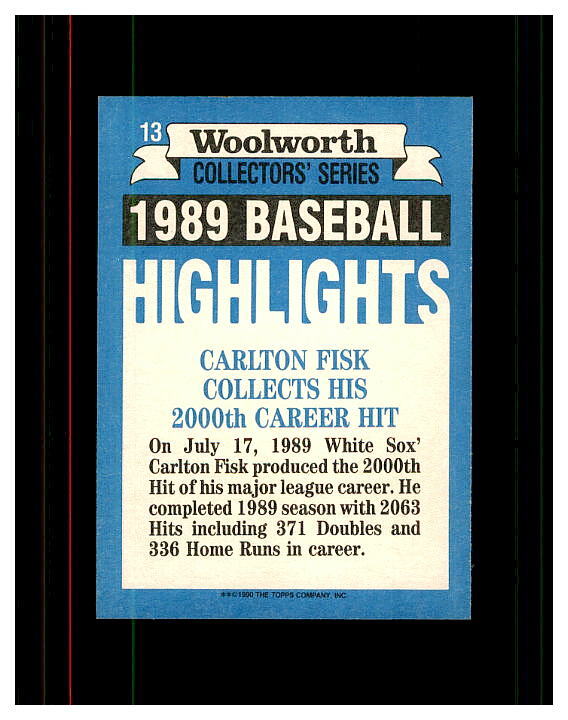 13
Woolworth
COLLECTORS' SERIES
1989 BASEBALL
HIGHLIGHTS
CARLTON FISK
COLLECTS HIS
2000th CAREER HIT
On July 17, 1989 White Sox'
Carlton Fisk produced the 2000th
Hit of his major league career. He
completed 1989 season with 2063
Hits including 371 Doubles and
336 Home Runs in career.
**©1990 THE TOPPS COMPANY, INC.